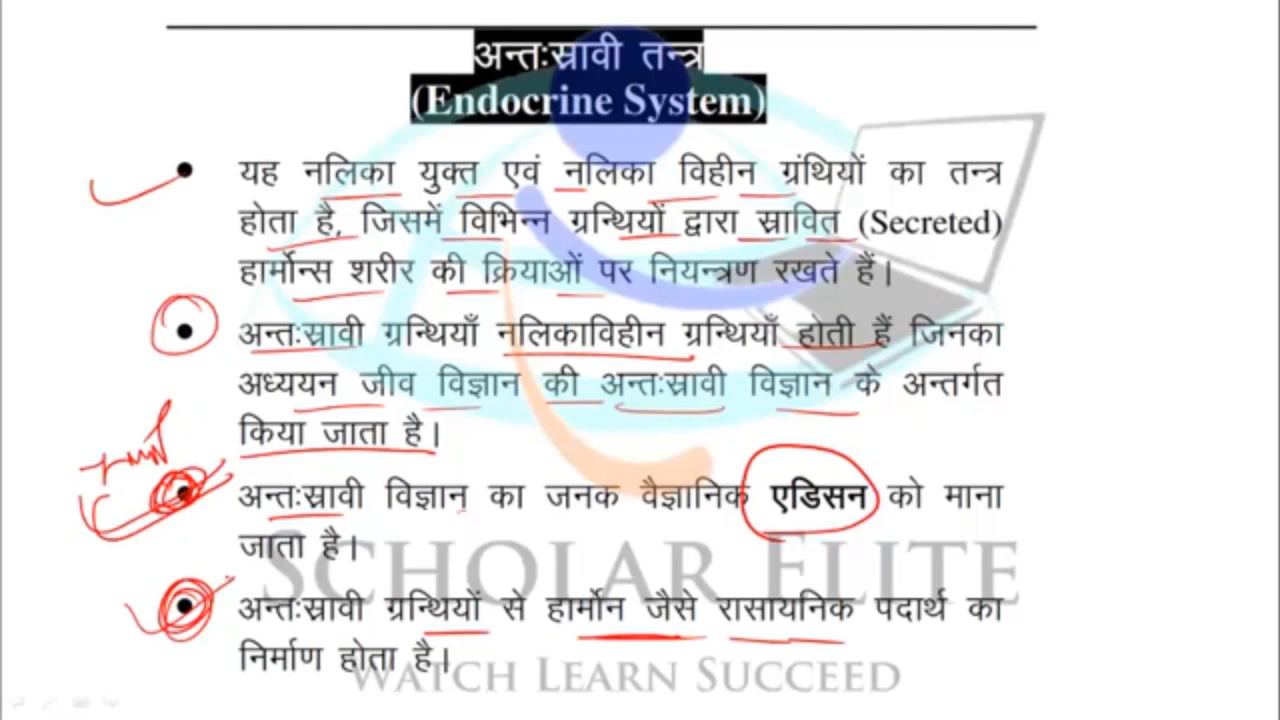 अन्तःस्रावी तन्त्र
(Endocrine System)
• यह नलिका युक्त एवं नलिका विहीन ग्रंथियों का तन्त्र
होता है, जिसमें विभिन्न ग्रन्थियों द्वारा स्रावित (Secreted)
हार्मोन्स शरीर की क्रियाओं पर नियन्त्रण रखते हैं।
• अन्तःस्रावी ग्रन्थियाँ नलिकाविहीन ग्रन्थियाँ होती हैं जिनका
अध्ययन जीव विज्ञान की अन्तःस्रावी विज्ञान के अन्तर्गत
किया जाता है।
• अन्तःस्रावी विज्ञान का जनक वैज्ञानिक एडिसन को माना
जाता है।
SCHOLAR ELITE
• अन्तःस्रावी ग्रन्थियों से हार्मोन जैसे रासायनिक पदार्थ का
निर्माण होता है।
WATCH LEARN SUCCEED